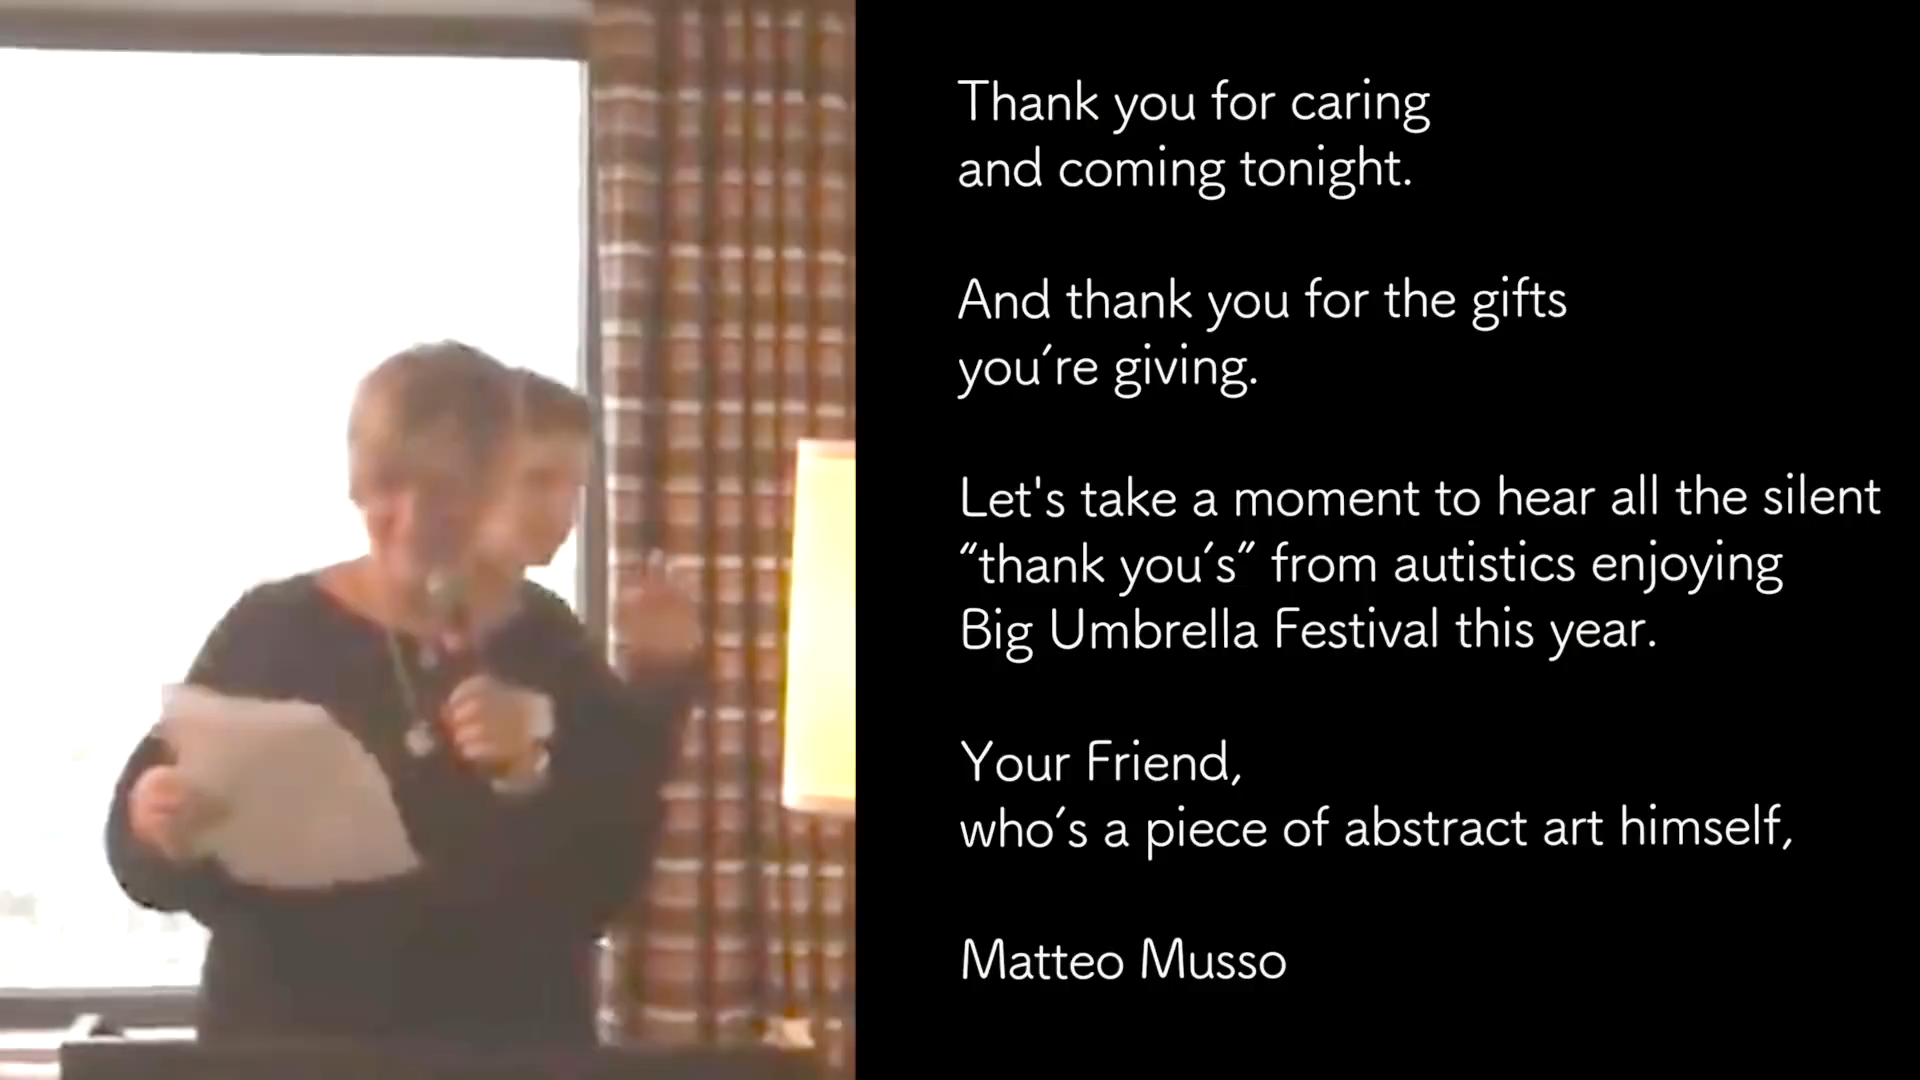 Thank you for caring
and coming tonight.
And thank you for the gifts
you′re giving.
Let's take a moment to hear all the silent
“thank you′s” from autistics enjoying
Big Umbrella Festival this year.
Your Friend,
who′s a piece of abstract art himself,
Matteo Musso